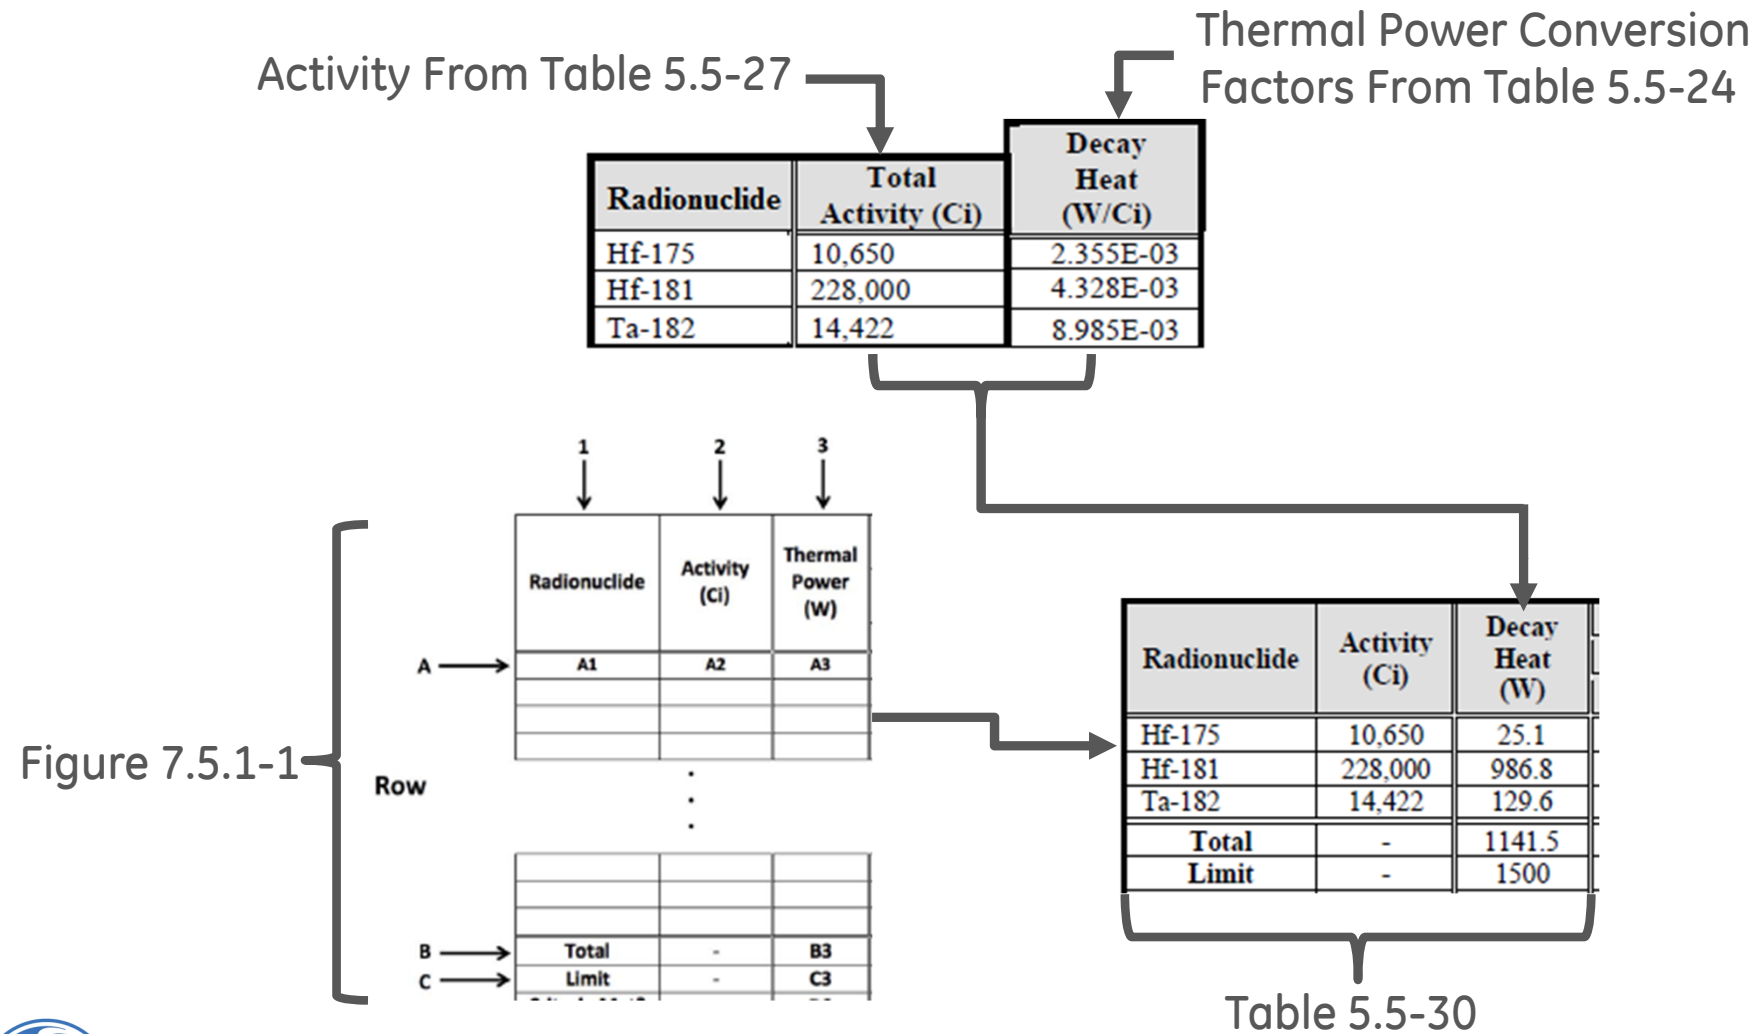 Thermal Power Conversion
Factors From Table 5.5-24
Activity From Table 5.5-27
Radionuclide
Total
Activity (Ci)
Decay
Heat
(W/Ci)
Hf-175 10,650 2.355E-03
Hf-181 228,000 4.328E-03
Ta-182 14,422 8.985E-03
1 2 3
Radionuclide
Activity
(Ci)
Thermal
Power
(W)
A A1 A2 A3
Figure 7.5.1-1
Row
B Total - B3
C Limit - C3
Radionuclide
Activity
(Ci)
Decay
Heat
(W)
Hf-175 10,650 25.1
Hf-181 228,000 986.8
Ta-182 14,422 129.6
Total - 1141.5
Limit - 1500
Table 5.5-30